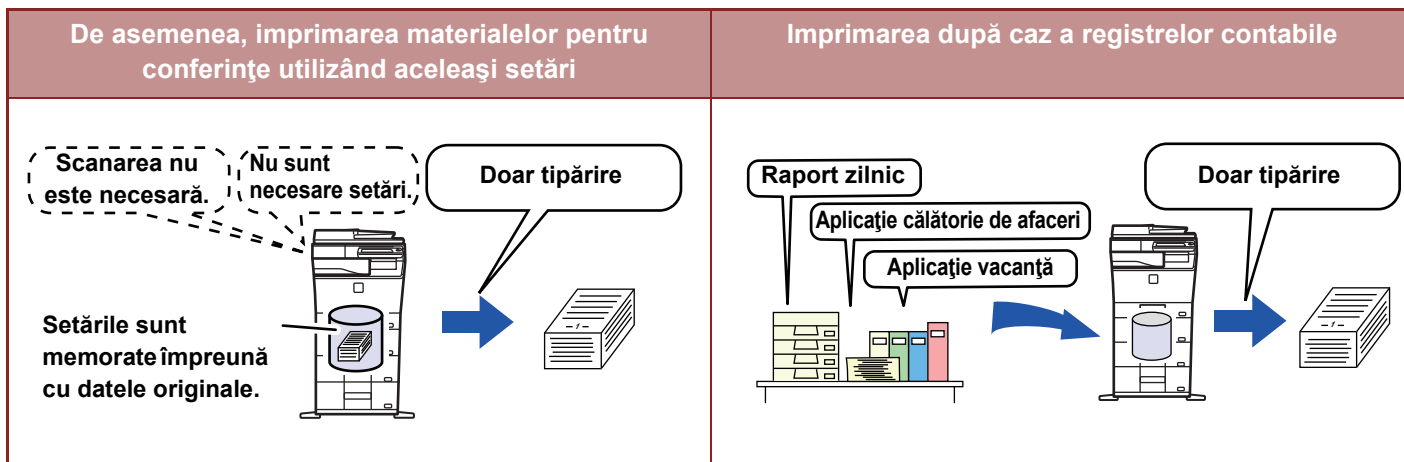 De asemenea, imprimarea materialelor pentru
conferinţe utilizând aceleaşi setări
Scanarea nu
este necesară.
Nu sunt
necesare setări.
Doar tipărire
Setările sunt
memorate împreună
cu datele originale.
-1-
Imprimarea după caz a registrelor contabile
Raport zilnic
Aplicaţie călătorie de afaceri
Aplicaţie vacanţă
Doar tipărire
-1-